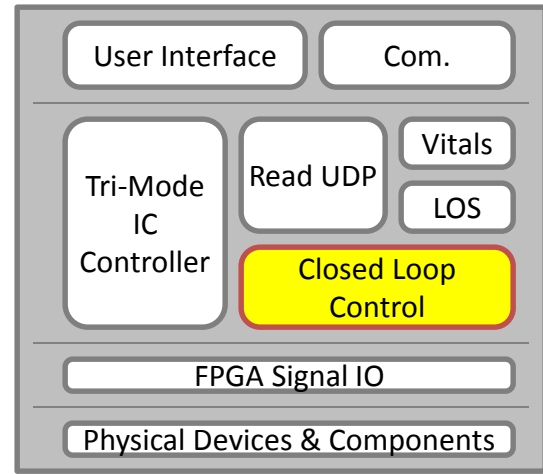 User Interface
Com.
Tri-Mode
IC
Controller
Read UDP
Vitals
LOS
Closed Loop
Control
FPGA Signal IO
Physical Devices & Components